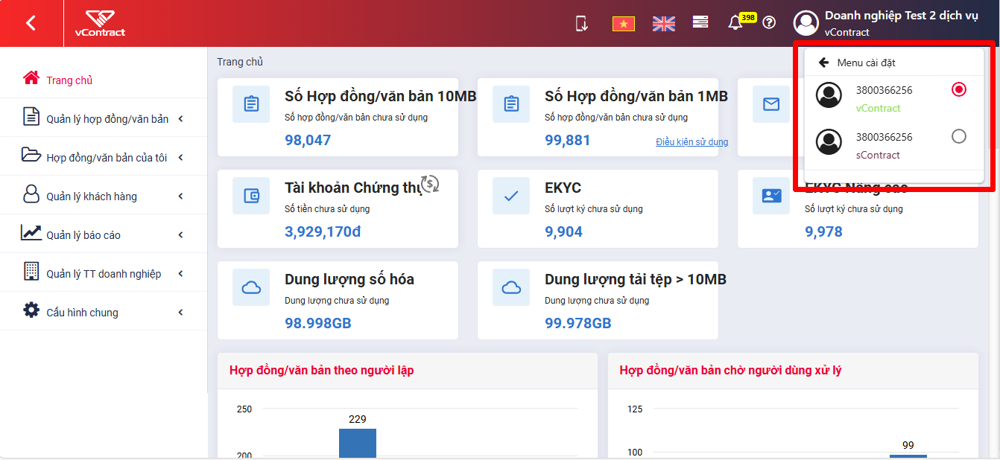 vContract
398
Doanh nghiệp Test 2 dịch vụ
vContract
Menu cài đặt
3800366256
vContract
3800366256
sContract
Trang chủ
Quản lý hợp đồng/văn bản
Hợp đồng/văn bản của tôi
Quản lý khách hàng
Quản lý báo cáo
Quản lý TT doanh nghiệp
Cấu hình chung
Trang chủ
Số Hợp đồng/văn bản 10MB
Số hợp đồng/văn bản chưa sử dụng
98,047
Số Hợp đồng/văn bản 1MB
Số hợp đồng/văn bản chưa sử dụng
99,881
Điều kiện sử dụng
Tài khoản Chứng thự
Số tiền chưa sử dụng
3,929,170đ
EKYC
Số lượt ký chưa sử dụng
9,904
EKYC Nâng cao
Số lượt ký chưa sử dụng
9,978
Dung lượng số hóa
Dung lượng chưa sử dụng
98.998GB
Dung lượng tải tệp > 10MB
Dung lượng chưa sử dụng
99.978GB
Hợp đồng/văn bản theo người lập
250
229
200
Hợp đồng/văn bản chờ người dùng xử lý
125
99
100